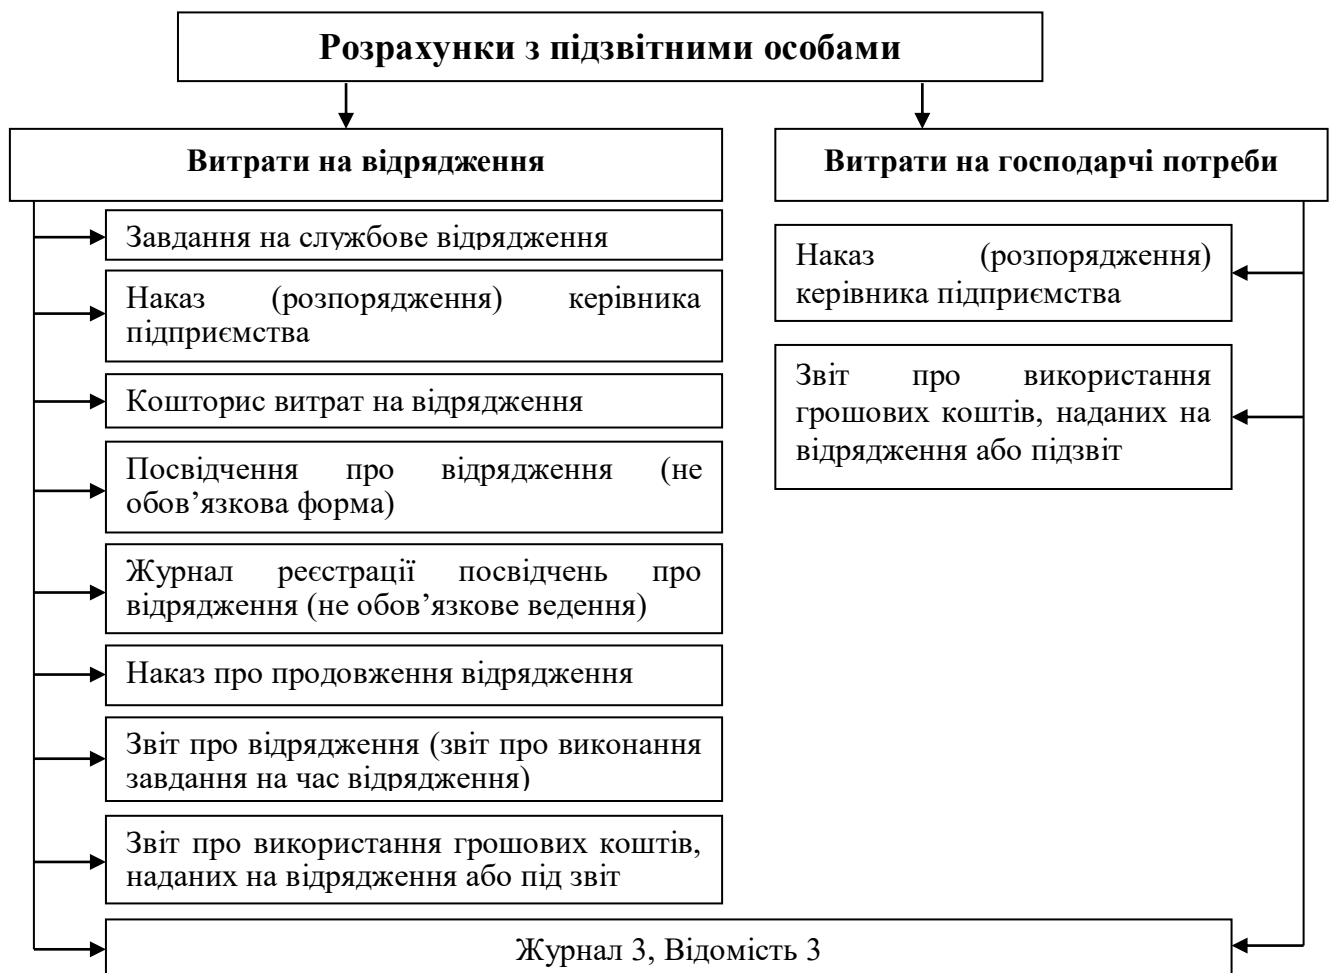 Розрахунки з підзвітними особами
Витрати на відрядження
Завдання на службове відрядження
Наказ (розпорядження) керівника
підприємства
Кошторис витрат на відрядження
Посвідчення про відрядження (не
обов’язкова форма)
Журнал реєстрації посвідчень про
відрядження (не обов’язкове ведення)
Наказ про продовження відрядження
Звіт про відрядження (звіт про виконання
завдання на час відрядження)
Звіт про використання грошових коштів,
наданих на відрядження або під звіт
Витрати на господарчі потреби
Наказ (розпорядження)
керівника підприємства
Звіт про використання
грошових коштів, наданих на
відрядження або підзвіт
Журнал 3, Відомість 3